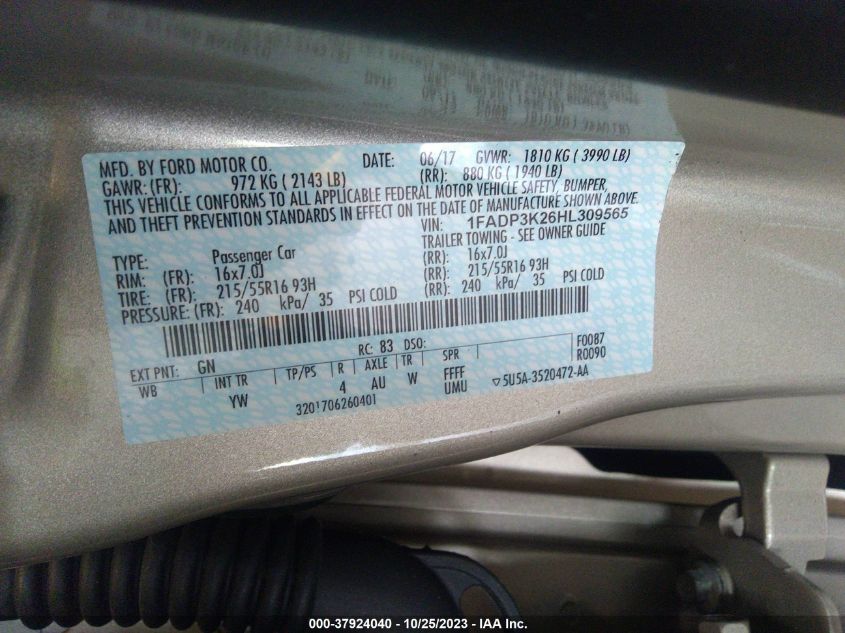 MFD. BY FORD MOTOR CO. DATE: 06/17 GVWR: 1810 KG ( 3990 LB)
GAWR: (FR): 972 KG ( 2143 LB) (RR): 880 KG ( 1940 LB)
THIS VEHICLE CONFORMS TO ALL APPLICABLE FEDERAL MOTOR VEHICLE SAFETY, BUMPER,
AND THEFT PREVENTION STANDARDS IN EFFECT ON THE DATE OF MANUFACTURE SHOWN ABOVE.
VIN: 1FADP3K26HL309565
TYPE: Passenger Car TRAILER TOWING - SEE OWNER GUIDE
RIM: (FR): 16x7.0J (RR): 16x7.0J
TIRE: (FR): 215/55R16 93H (RR): 215/55R16 93H
PRESSURE: (FR): 240 kPa/ 35 PSI COLD (RR): 240 kPa/ 35 PSI COLD
EXT PNT: GN RC: 83 DSO: F0087
WB INT TR TP/PS R AXLE TR SPR R0090
YW 4 AU W FFFF
UMU
3201706260401 ▽5U5A-3520472-AA
000-37924040 - 10/25/2023 - IAA Inc.